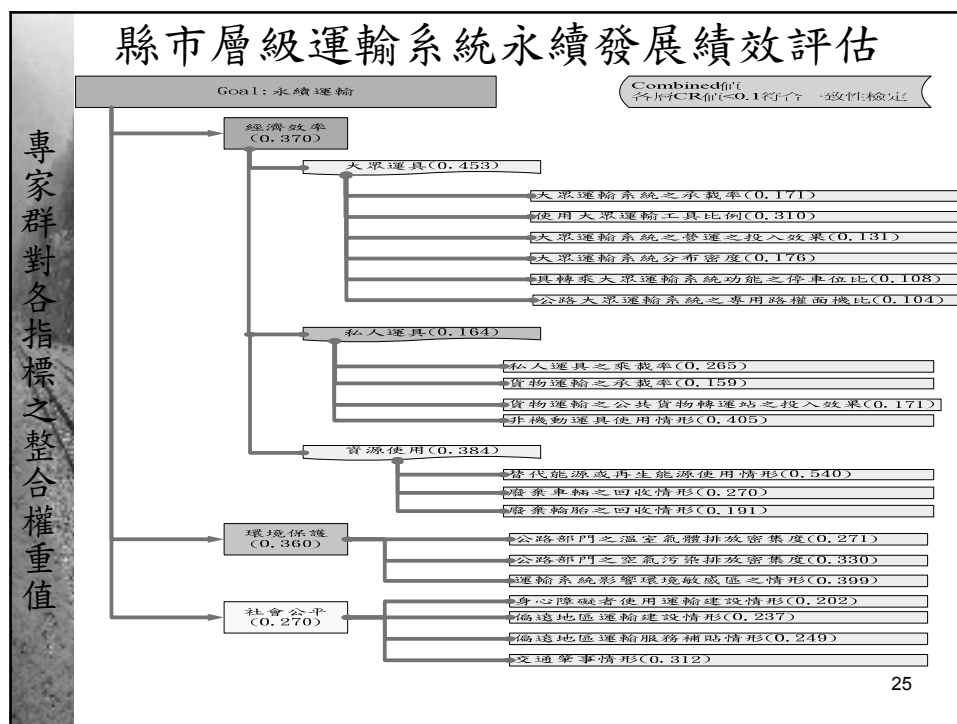 縣市層級運輸系統永續發展績效評估
專家群對各指標之整合權重值
Goal:永續運輸
Combined值
各層CR值<0.1符合一致性檢定
經濟效率
(0.370)
大眾運具(0.453)
大眾運輸系統之承載率(0.171)
使用大眾運輸工具比例(0.310)
大眾運輸系統之營運之投入效果(0.131)
大眾運輸系統分布密度(0.176)
具轉乘大眾運輸系統功能之停車位比(0.108)
公路大眾運輸系統之專用路權面機比(0.104)
私人運具(0.164)
私人運具之乘載率(0.265)
貨物運輸之承載率(0.159)
貨物運輸之公共貨物轉運站之投入效果(0.171)
非機動運具使用情形(0.405)
資源使用(0.384)
替代能源或再生能源使用情形(0.540)
廢棄車輛之回收情形(0.270)
廢棄輪胎之回收情形(0.191)
環境保護
(0.360)
公路部門之溫室氣體排放密集度(0.271)
公路部門之空氣污染排放密集度(0.330)
運輸系統影響環境敏感區之情形(0.399)
社會公平
(0.270)
身心障礙者使用運輸建設情形(0.202)
偏遠地區運輸建設情形(0.237)
偏遠地區運輸服務補貼情形(0.249)
交通肇事情形(0.312)
25